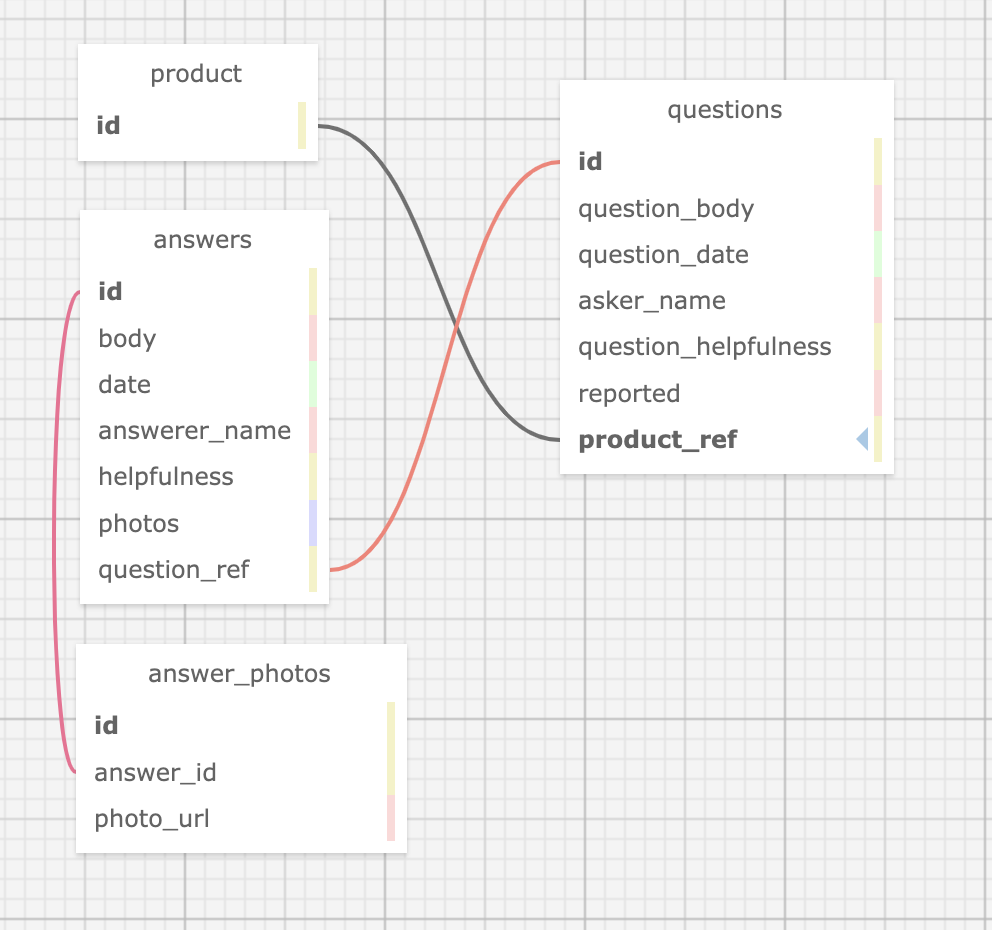 product
id
answers
id
body
date
answerer_name
helpfulness
photos
question_ref
answer_photos
id
answer_id
photo_url
questions
id
question_body
question_date
asker_name
question_helpfulness
reported
product_ref